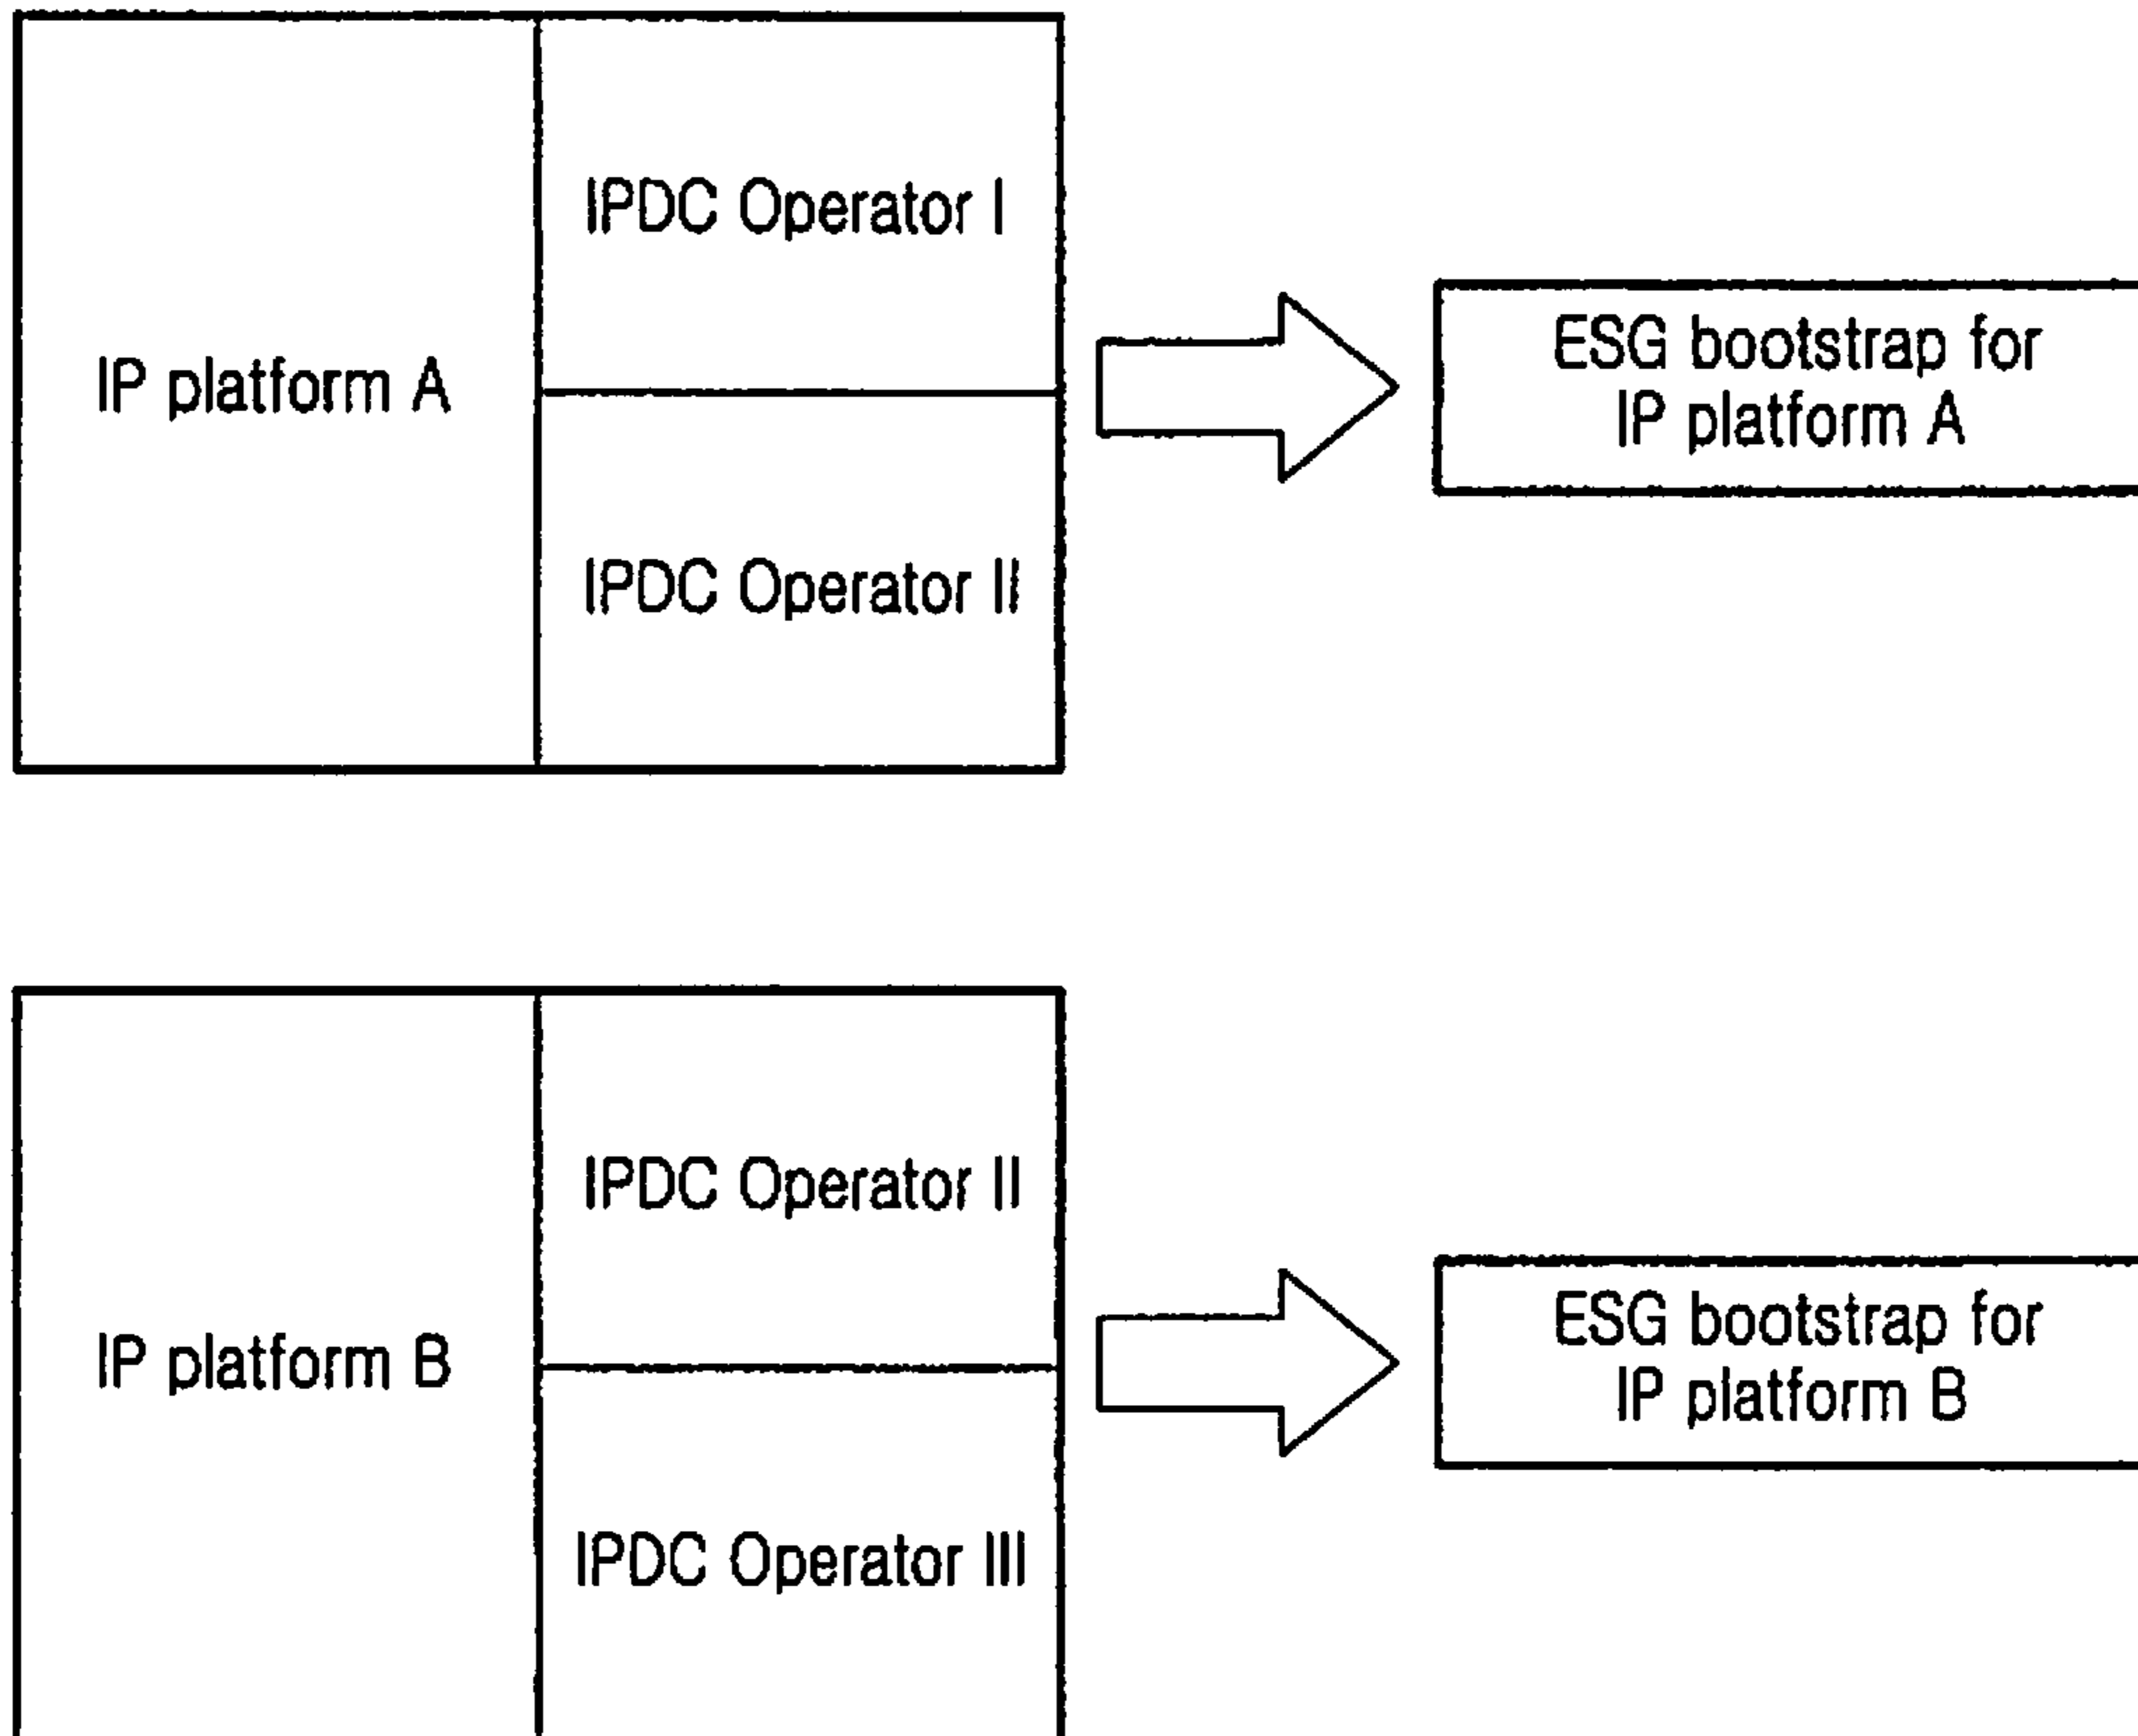 IPDC Operator I
IP platform A
ESG bootstrap for
IP platform A
IPDC Operator II
IPDC Operator II
IP platform B
ESG bootstrap for
IP platform B
IPDC Operator III